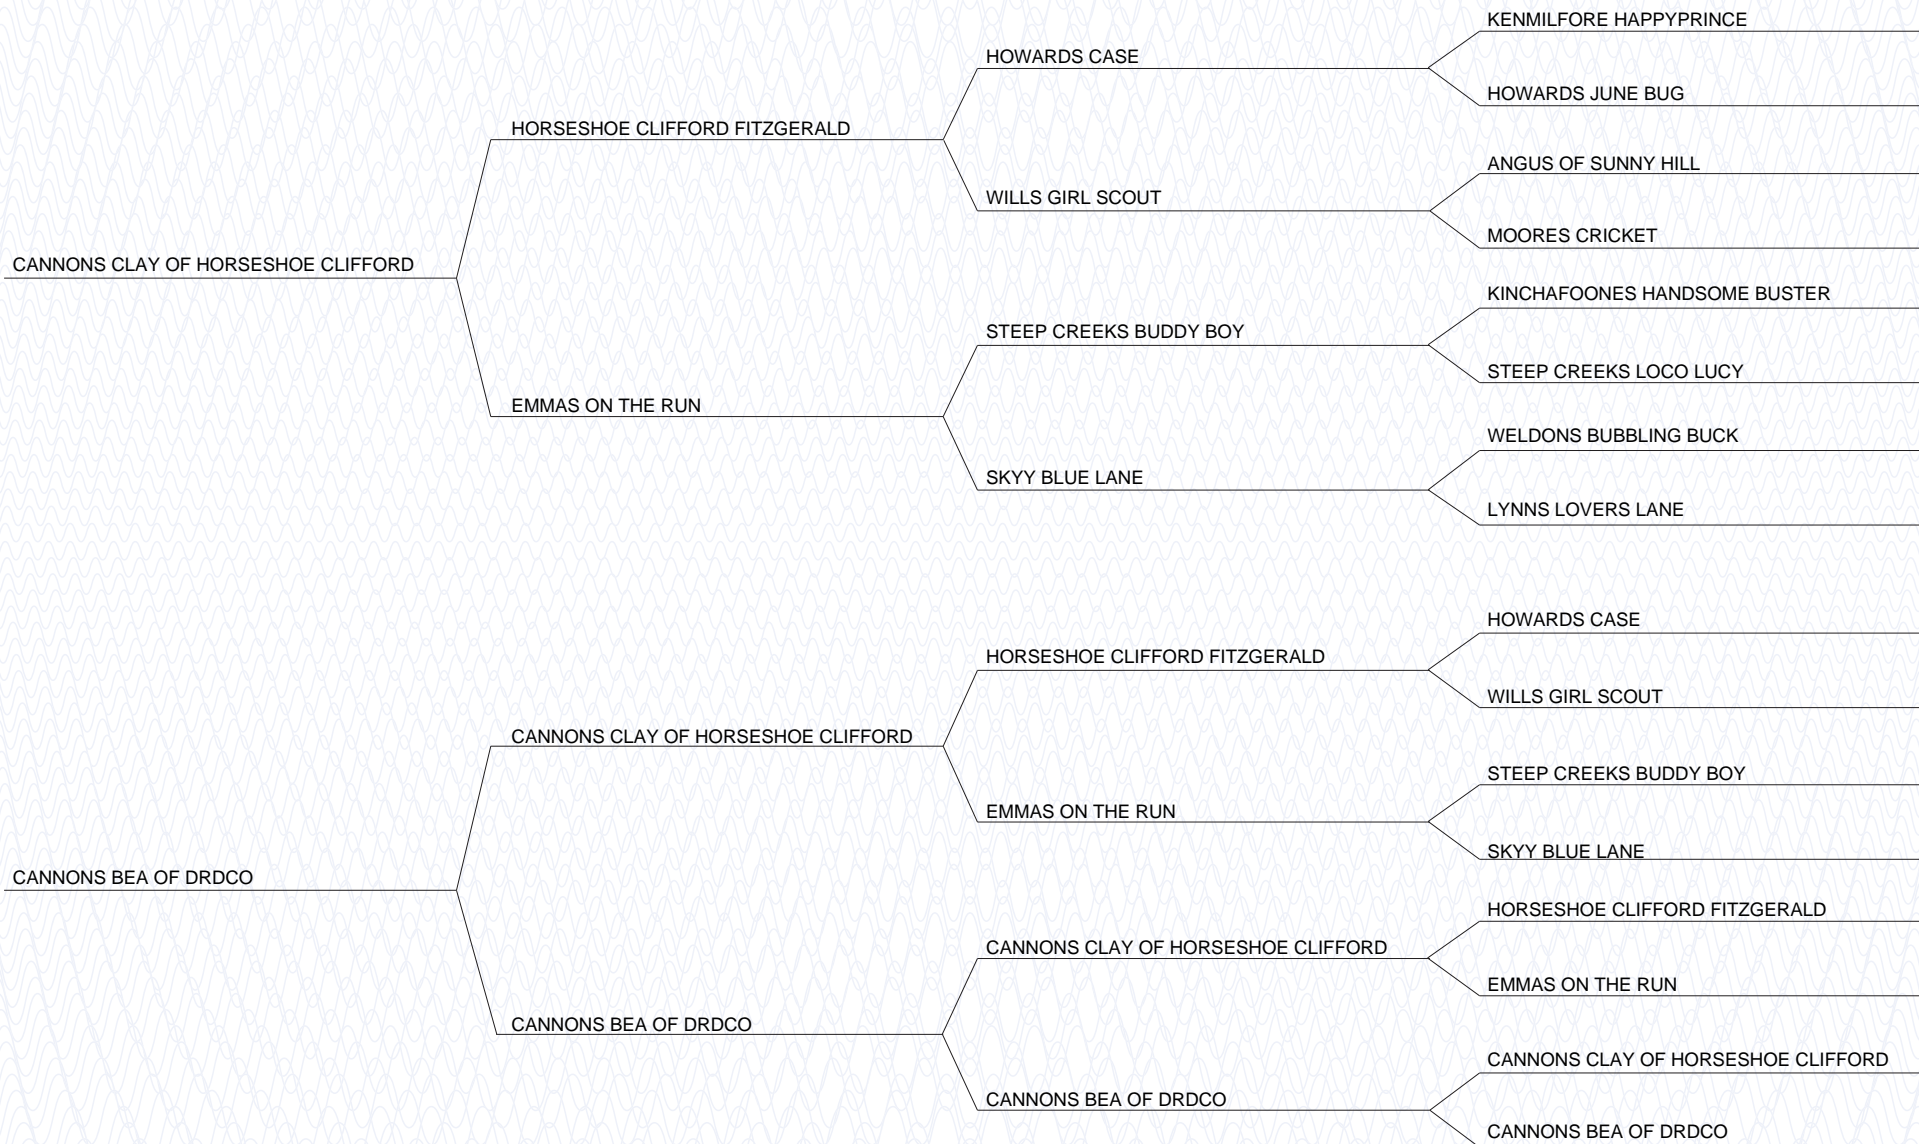 KENMILFORE HAPPYPRINCE
HOWARDS CASE
HOWARDS JUNE BUG
HORSESHOE CLIFFORD FITZGERALD
ANGUS OF SUNNY HILL
WILLS GIRL SCOUT
MOORES CRICKET
CANNONS CLAY OF HORSESHOE CLIFFORD
KINCHAFOONES HANDSOME BUSTER
STEEP CREEKS BUDDY BOY
STEEP CREEKS LOCO LUCY
EMMAS ON THE RUN
WELDONS BUBBLING BUCK
SKYY BLUE LANE
LYNNS LOVERS LANE
HOWARDS CASE
HORSESHOE CLIFFORD FITZGERALD
WILLS GIRL SCOUT
CANNONS CLAY OF HORSESHOE CLIFFORD
STEEP CREEKS BUDDY BOY
EMMAS ON THE RUN
SKYY BLUE LANE
CANNONS BEA OF DRDCO
HORSESHOE CLIFFORD FITZGERALD
CANNONS CLAY OF HORSESHOE CLIFFORD
EMMAS ON THE RUN
CANNONS BEA OF DRDCO
CANNONS CLAY OF HORSESHOE CLIFFORD
CANNONS BEA OF DRDCO
CANNONS BEA OF DRDCO